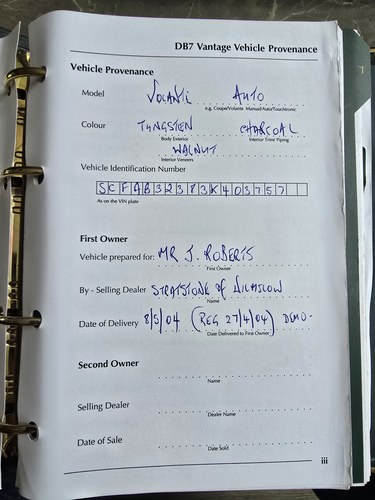 DB7 Vantage Vehicle Provenance
Vehicle Provenance
Model VOLANTE AUTO
e.g. Coupe/Volante Manual/Auto/Touchtronic
Colour TUNGSTEN CHARCOAL
Body Exterior Interior Trim/ Piping
WALNUT
Interior Veneers
Vehicle Identification Number
SCFAB3238 3K403757
As on the VIN plate
First Owner
Vehicle prepared for: MR J. ROBERTS
First Owner
By - Selling Dealer STRATSTONE of WILMSLOW
Name
Date of Delivery 8/5/04 (REG 27/4/04) DEMO.
Date Delivered to First Owner
Second Owner
Name
Selling Dealer
Dealer Name
Date of Sale
Date Sold
iii